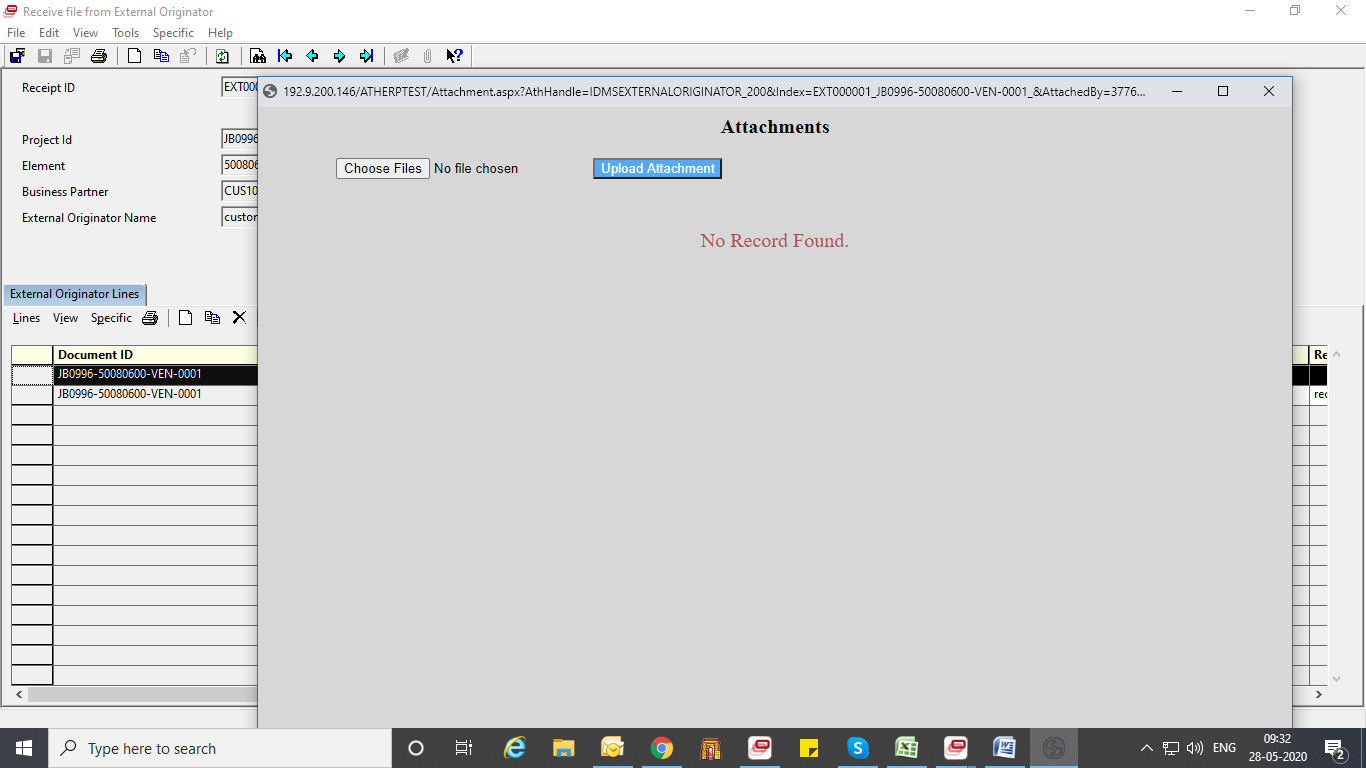 Receive file from External Originator
File Edit View Tools Specific Help
192.9.200.146/ATHERPTEST/Attachment.aspx?AthHandle=IDMSEXTERNALORIGINATOR_200&Index=EXT000001_JB0996-50080600-VEN-0001_&AttachedBy=3776...
Receipt ID EXT000
Attachments
Project Id JB0996
Choose Files No file chosen Upload Attachment
Element 500806
Business Partner CUS10
External Originator Name custon
No Record Found.
External Originator Lines
Lines View Specific
Document ID Re
JB0996-50080600-VEN-0001
JB0996-50080600-VEN-0001 rec
Type here to search
ENG
09:32
28-05-2020
2